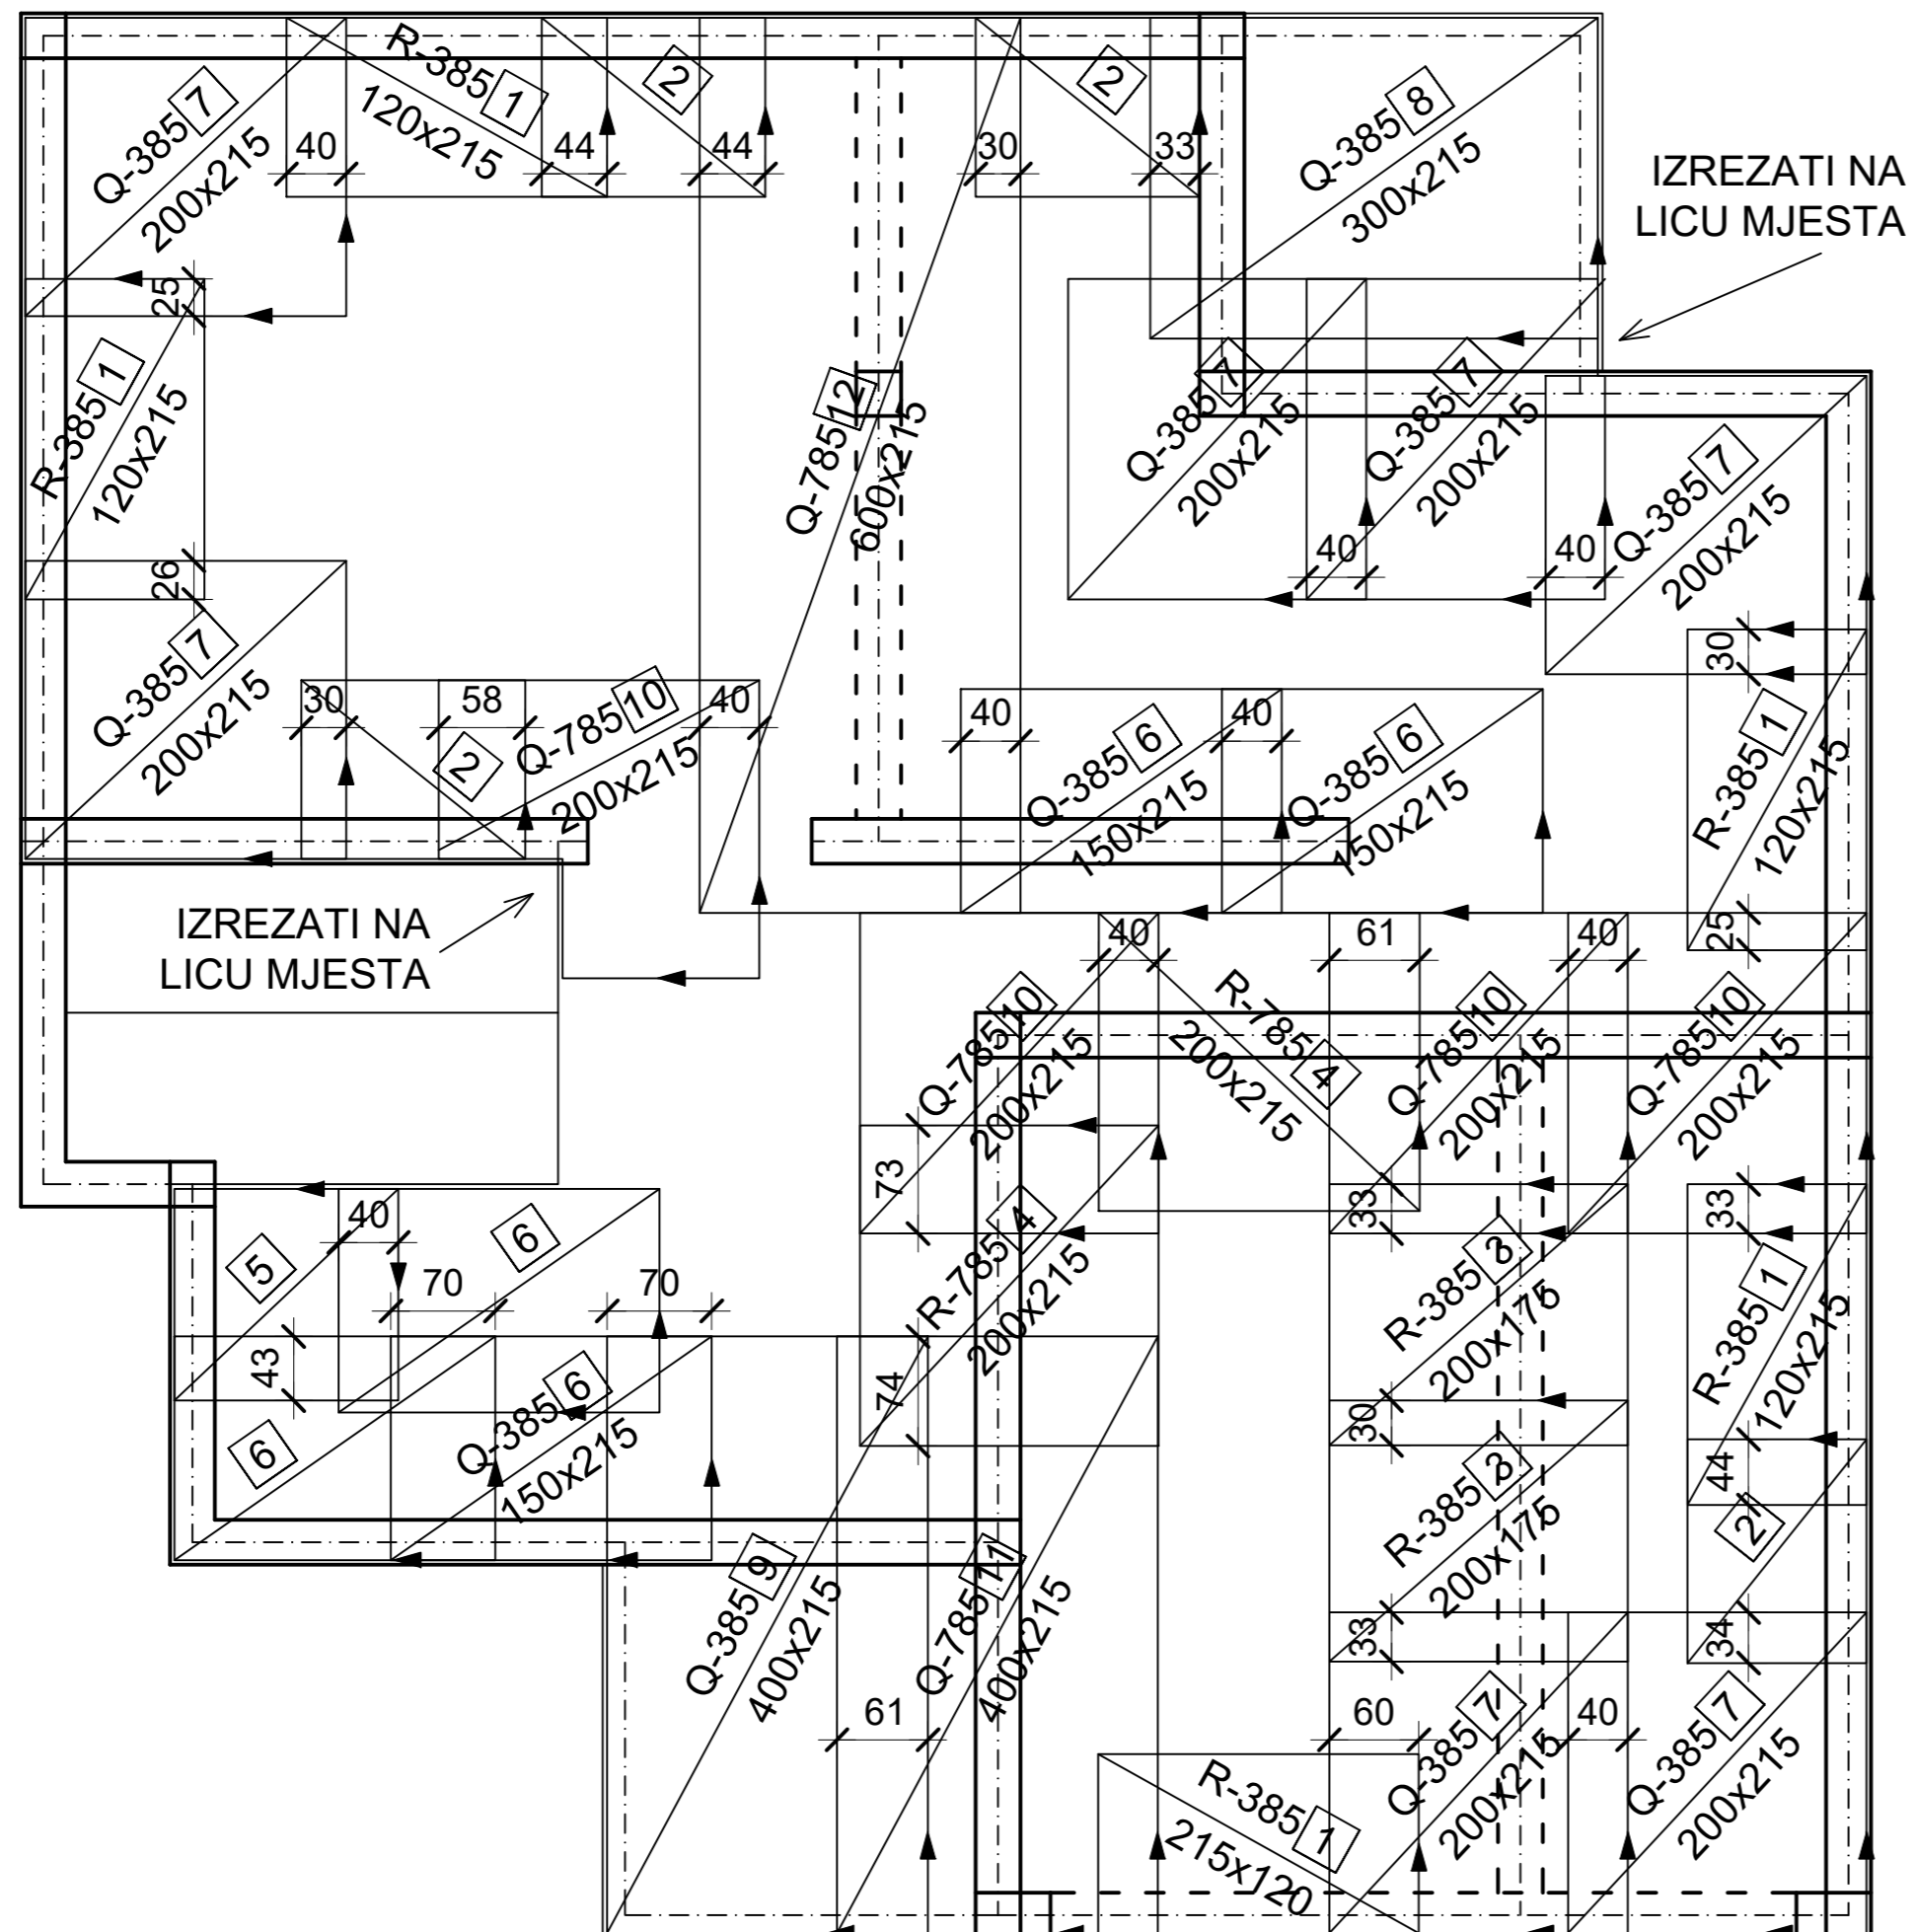 R-385 1
120x215
2
2
Q-385 7
200x215
40
44
44
30
33
Q-385 8
300x215
IZREZATI NA
LICU MJESTA
25
R-385 1
120x215
26
Q-785 12
600x215
Q-385 7
200x215
Q-385 7
200x215
40
40
Q-385 7
200x215
30
Q-385 7
200x215
30
58
2
Q-785 10
200x215
40
40
Q-385 6
150x215
40
Q-385 6
150x215
R-385 1
120x215
25
IZREZATI NA
LICU MJESTA
40
61
40
Q-785 10
200x215
R-785 4
200x215
Q-785 10
200x215
Q-785 10
200x215
73
33
33
5
40
6
70
70
43
6
Q-385 6
150x215
R-785 4
200x215
74
R-385 3
200x175
30
R-385 1
120x215
44
R-385 3
200x175
2
33
34
Q-385 9
400x215
Q-785 11
400x215
61
60
40
Q-385 7
200x215
Q-385 7
200x215
R-385 1
215x120